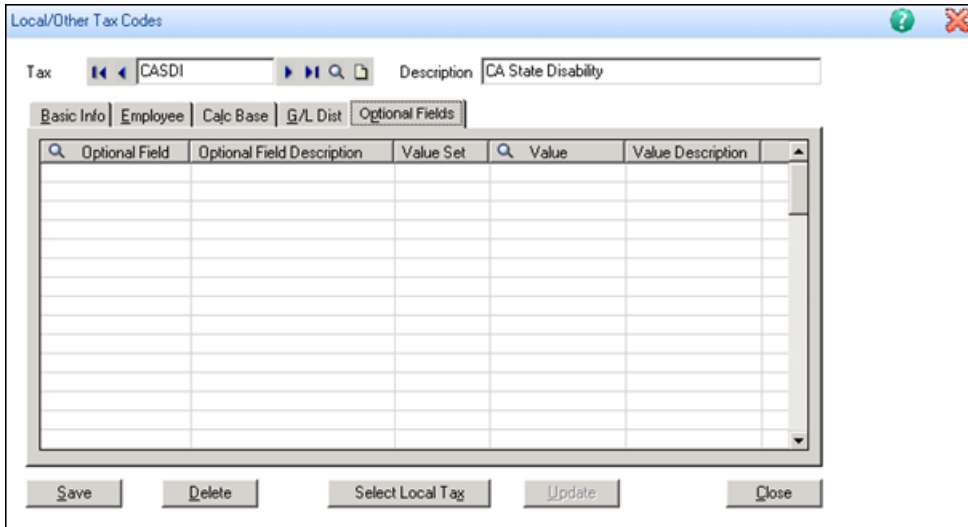 Local/Other Tax Codes
Tax CASDI Description CA State Disability
Basic Info Employee Calc Base G/L Dist Optional Fields
Optional Field Optional Field Description Value Set Value Value Description
Save Delete Select Local Tax Update Close